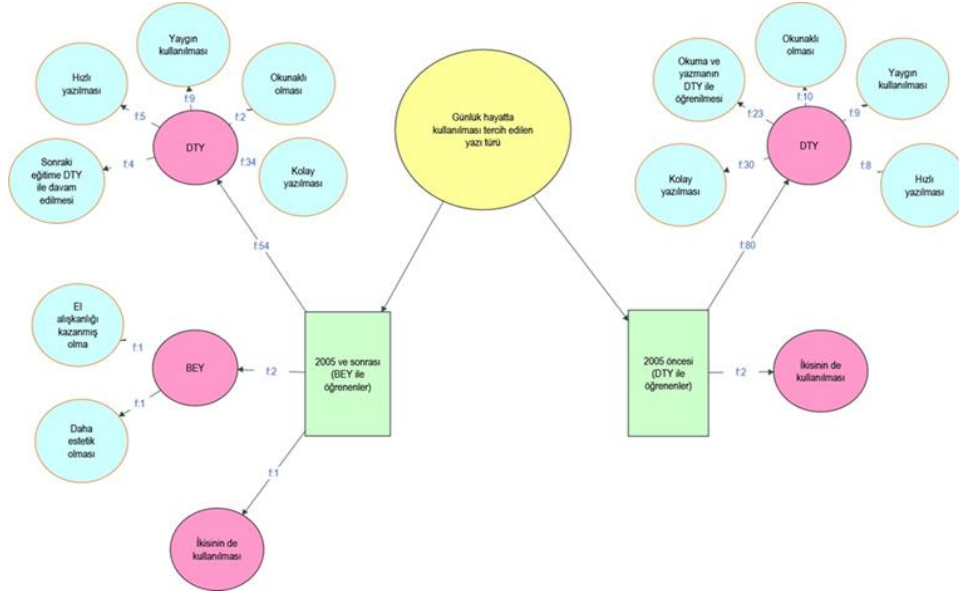 Günlük hayatta
kullanılması tercih edilen
yazı türü
Yaygın
kullanılması
Hızlı
yazılması
Okunaklı
olması
f:5
f:9
f:2
DTY
f:4
f:34
Sonraki
eğitime DTY
ile davam
edilmesi
Kolay
yazılması
f:54
El
alışkanlığı
kazanmış
olma
f:1
BEY
f:2
2005 ve sonrası
(BEY ile
öğrenenler)
f:1
Daha
estetik
olması
f:1
İkisinin de
kullanılması
Okunaklı
olması
Okuma ve
yazmanın
DTY ile
öğrenilmesi
Yaygın
kullanılması
f:23
f:10
f:9
DTY
f:30
f:8
Kolay
yazılması
Hızlı
yazılması
f:80
2005 öncesi
(DTY ile
öğrenenler)
f:2
İkisinin de
kullanılması